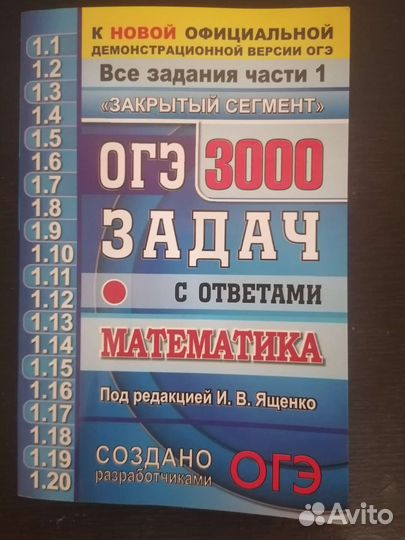 К НОВОЙ ОФИЦИАЛЬНОЙ
ДЕМОНСТРАЦИОННОЙ ВЕРСИИ ОГЭ
Все задания части 1
«ЗАКРЫТЫЙ СЕГМЕНТ»
ОГЭ 3000
ЗАДАЧ
С ОТВЕТАМИ
МАТЕМАТИКА
Под редакцией И. В. Ященко
СОЗДАНО
разработчиками ОГЭ
1.1
1.2
1.3
1.4
1.5
1.6
1.7
1.8
1.9
1.10
1.11
1.12
1.13
1.14
1.15
1.16
1.17
1.18
1.19
1.20
Avito